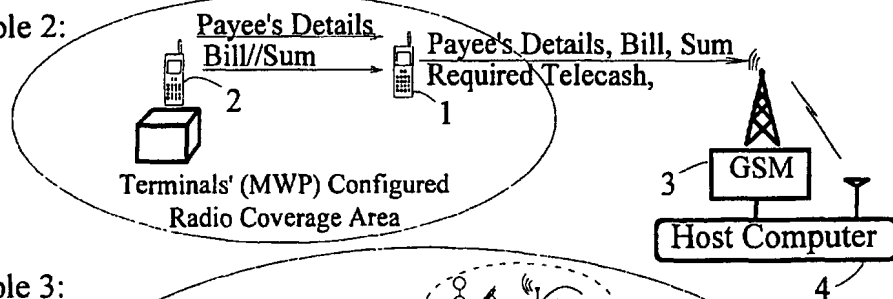 ple 2:
Payee's Details
Bill//Sum
Payee's Details, Bill, Sum
Required Telecash,
2
1
Terminals' (MWP) Configured
Radio Coverage Area
3
GSM
Host Computer
4
ple 3: